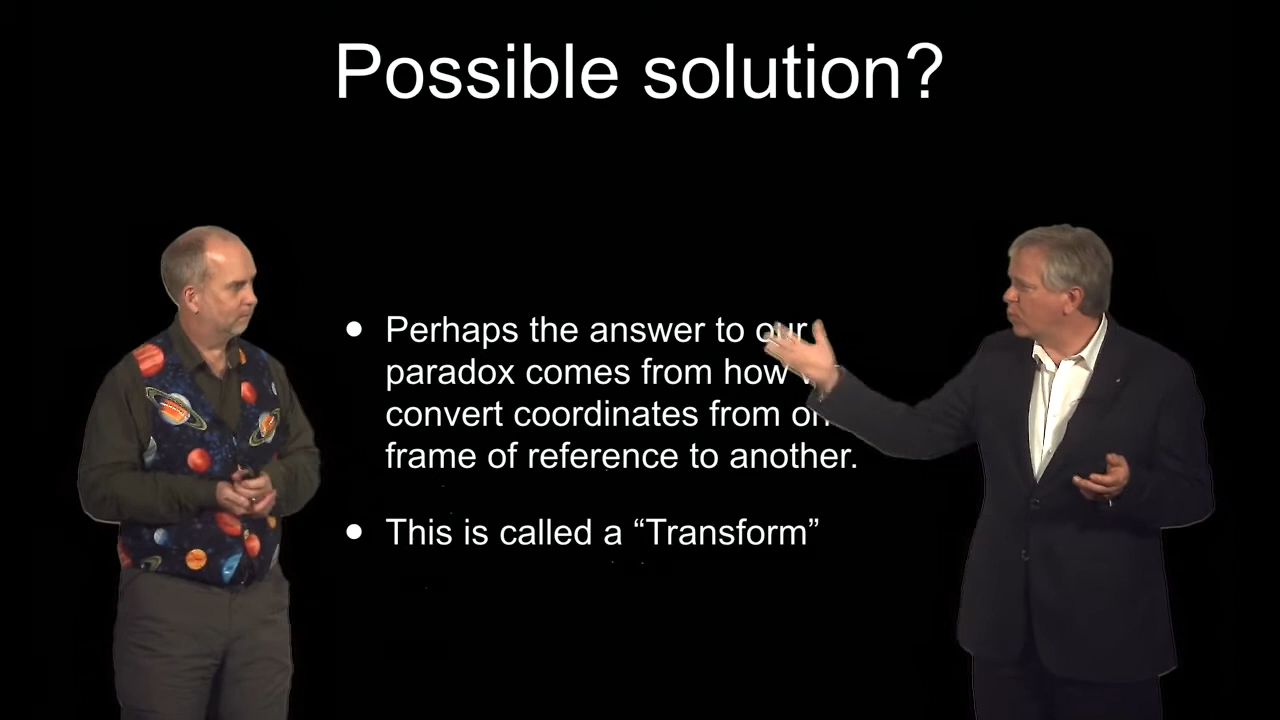 Possible solution?
• Perhaps the answer to our
paradox comes from how
convert coordinates from
frame of reference to another.
• This is called a “Transform”